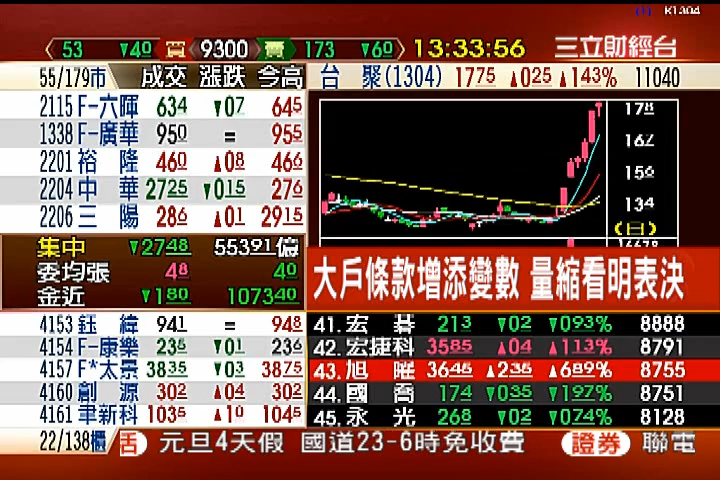 K1304
53 ▼40 買 9300 賣 173 ▼60 13:33:56 三立財經台
55/179市 成交 漲跌 今高
台 聚(1304) 1775 ▲025 ▲143% 11040
2115 F-六暉 634 ▼07 645
1338 F-廣華 950 = 955
2201 裕隆 460 ▲08 466
2204 中華 2725 ▼015 276
2206 三陽 286 ▲01 2915
178
167
150
134
(日)
集中 ▼2748 55391億
委均張 48 40
金近 ▼180 107340
大戶條款增添變數 量縮看明表決
4153 鈺緯 941 = 948
4154 F-康樂 235 ▼01 236
4157 F*太景 3835 ▼03 3875
4160 創源 302 ▲04 302
4161 聿新科 1035 ▲10 1045
41.宏碁 213 ▼02 ▼093% 8888
42.宏捷科 3585 ▲04 ▲113% 8791
43.旭曜 3645 ▲235 ▲689% 8755
44.國喬 174 ▼035 ▼197% 8751
45.永光 268 ▼02 ▼074% 8128
22/138櫃 舌 元旦4天假 國道23-6時免收費 證券 聯電